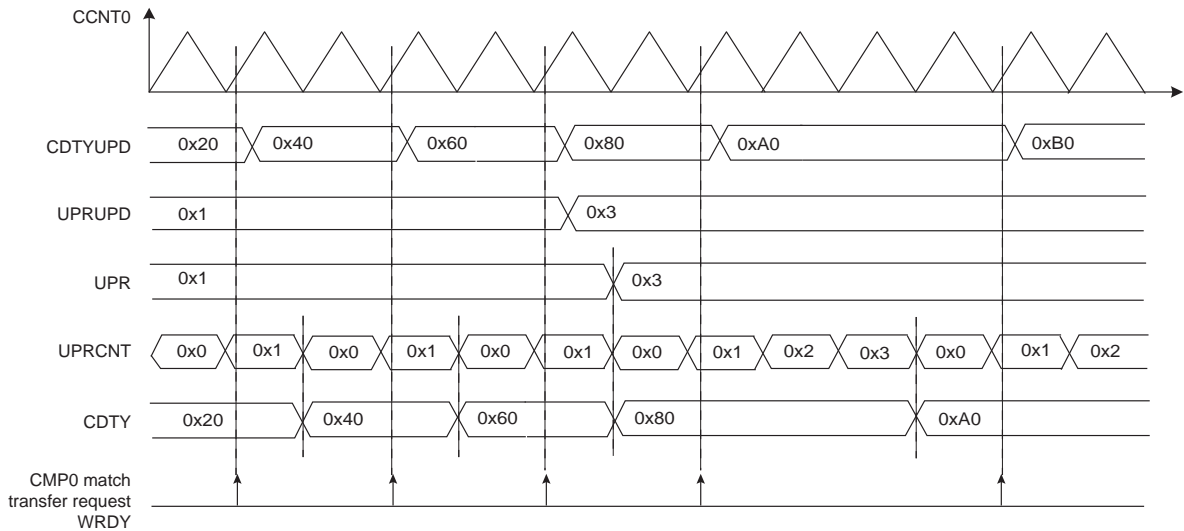 CCNT0
CDTYUPD 0x20 0x40 0x60 0x80 0xA0 0xB0
UPRUPD 0x1 0x3
UPR 0x1 0x3
UPRCNT 0x0 0x1 0x0 0x1 0x0 0x1 0x0 0x1 0x2 0x3 0x0 0x1 0x2
CDTY 0x20 0x40 0x60 0x80 0xA0
CMP0 match
transfer request
WRDY